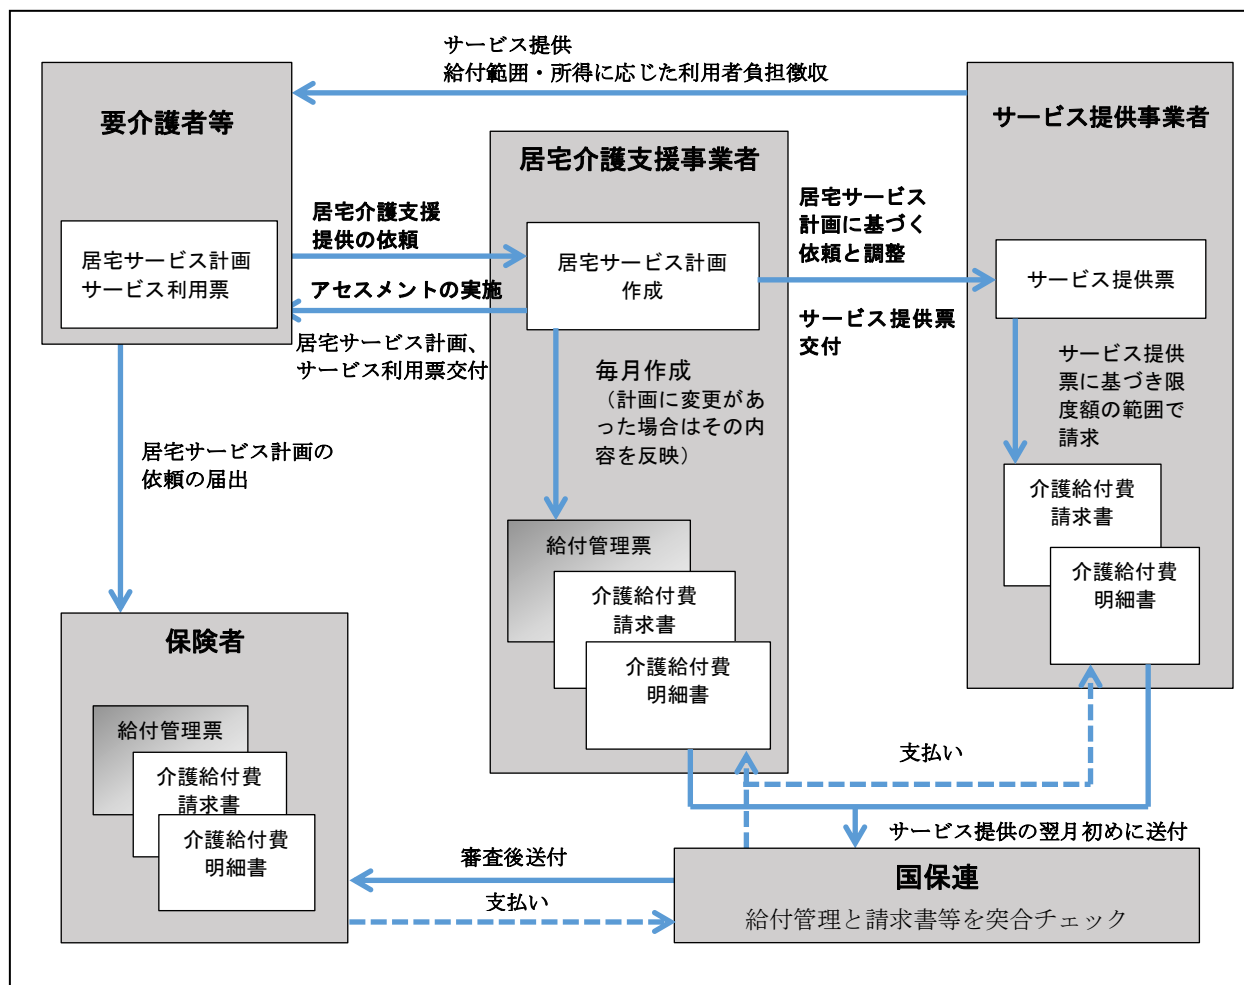 サービス提供
給付範囲・所得に応じた利用者負担徴収
要介護者等
居宅サービス計画
サービス利用票
居宅介護支援
提供の依頼
アセスメントの実施
居宅サービス計画、
サービス利用票交付
居宅介護支援事業者
居宅サービス計画
作成
毎月作成
（計画に変更があ
った場合はその内
容を反映）
給付管理票
介護給付費
請求書
介護給付費
明細書
居宅サービス
計画に基づく
依頼と調整
サービス提供票
交付
サービス提供事業者
サービス提供票
サービス提供
票に基づき限
度額の範囲で
請求
介護給付費
請求書
介護給付費
明細書
居宅サービス計画の
依頼の届出
保険者
給付管理票
介護給付費
請求書
介護給付費
明細書
支払い
サービス提供の翌月初めに送付
審査後送付
支払い
国保連
給付管理と請求書等を突合チェック